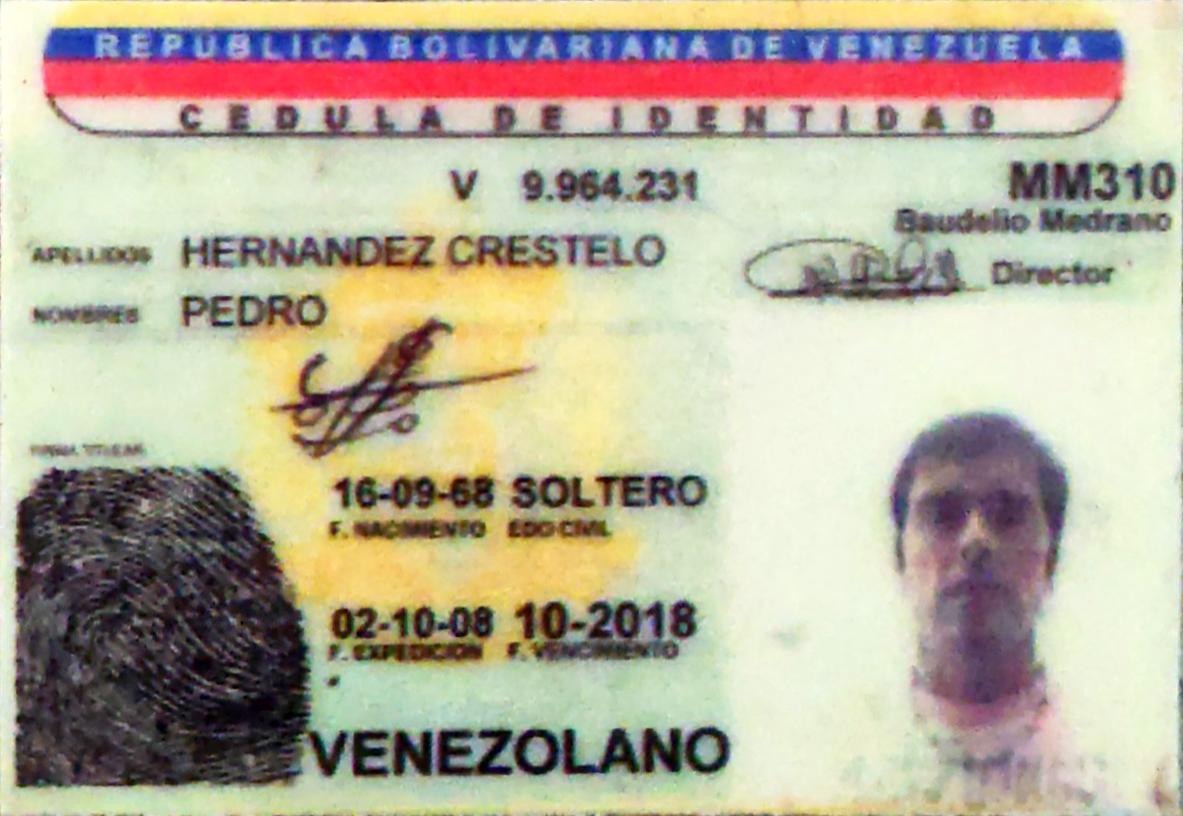 REPUBLICA BOLIVARIANA DE VENEZUELA
CEDULA DE IDENTIDAD
V 9.964.231
MM310
Baudelio Medrano
Director
APELLIDOS HERNANDEZ CRESTELO
NOMBRES PEDRO
FIRMA TITULAR
16-09-68 SOLTERO
F. NACIMIENTO EDO CIVIL
02-10-08 10-2018
F. EXPEDICION F. VENCIMIENTO
VENEZOLANO